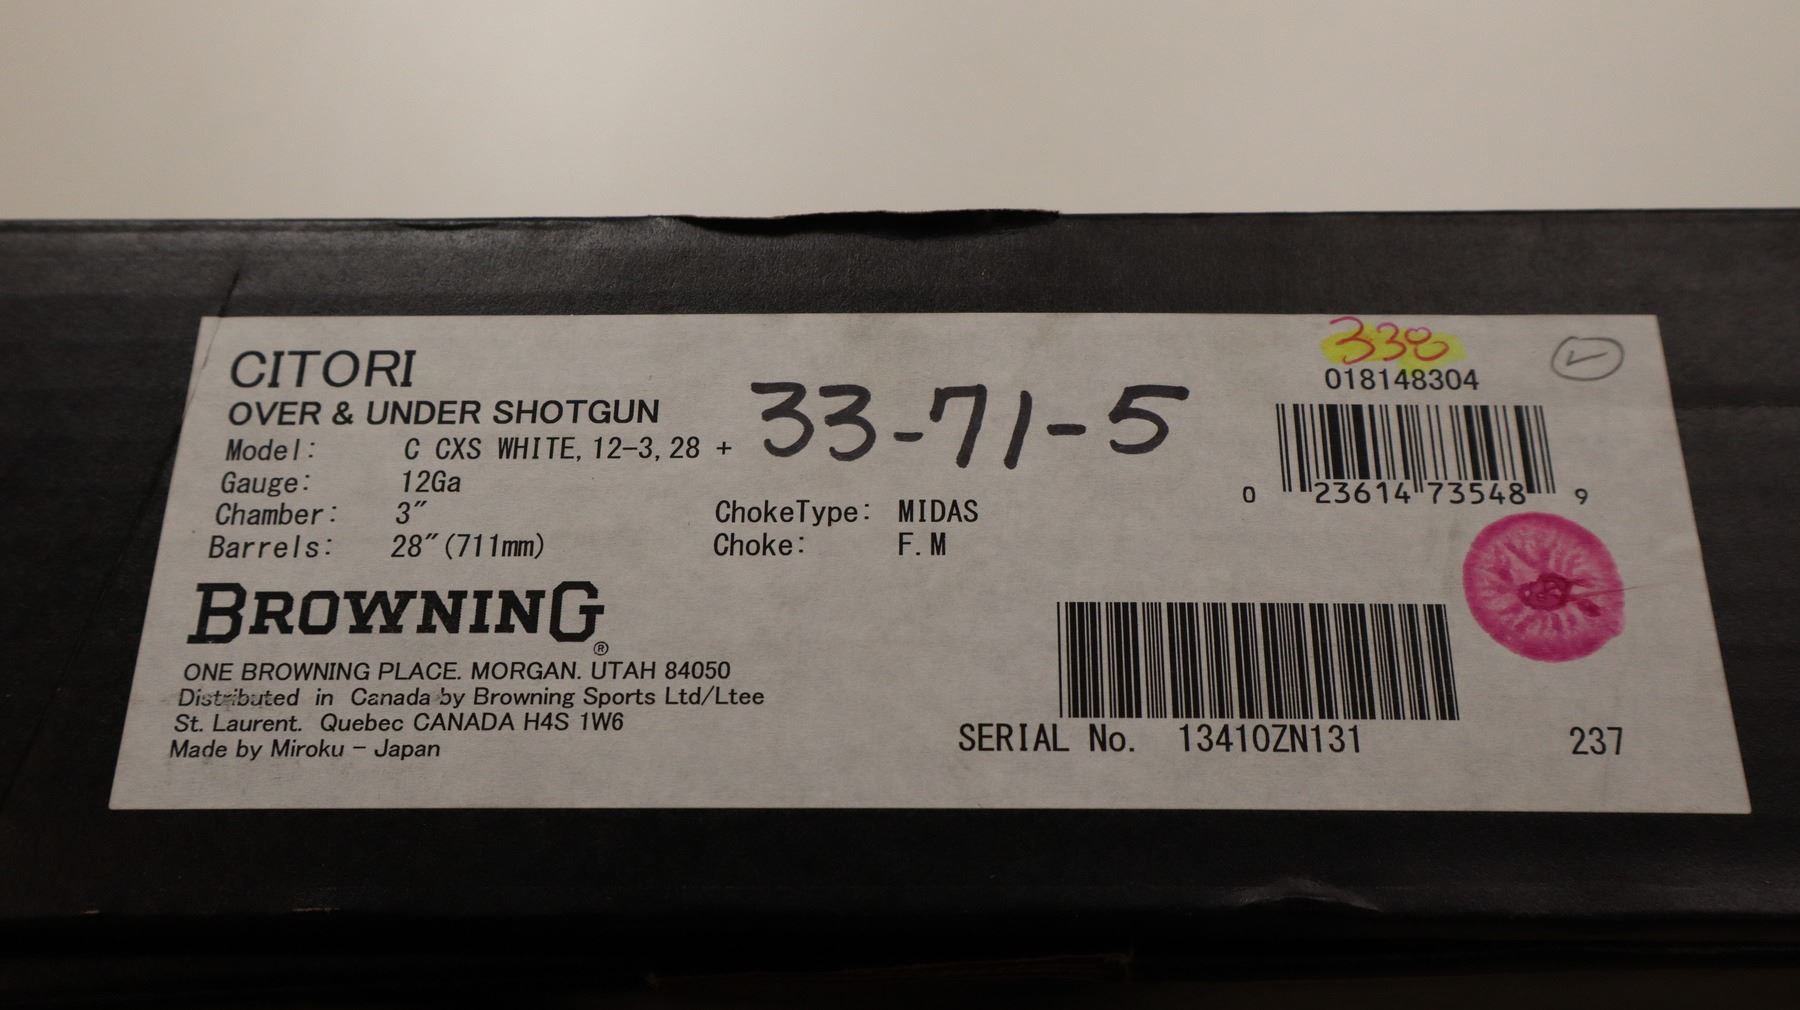 CITORI
OVER & UNDER SHOTGUN
Model: C CXS WHITE, 12-3, 28 +
Gauge: 12Ga
Chamber: 3″
Barrels: 28″(711mm)
33-71-5
ChokeType: MIDAS
Choke: F.M
338
018148304
0 23614 73548 9
BROWNING®
ONE BROWNING PLACE. MORGAN. UTAH 84050
Distributed in Canada by Browning Sports Ltd/Ltee
St. Laurent. Quebec CANADA H4S 1W6
Made by Miroku - Japan
SERIAL No. 13410ZN131
237